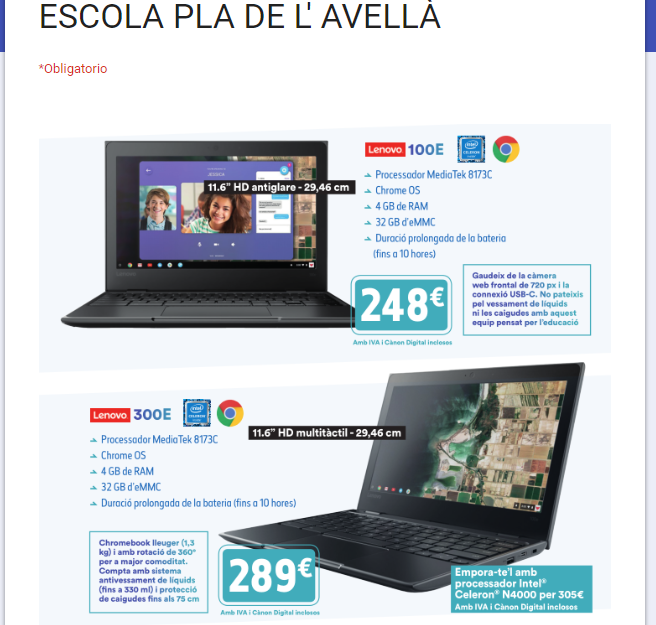 ESCOLA PLA DE L' AVELLÀ
*Obligatorio
Lenovo 100E
intel
CELERON
11.6" HD antiglare - 29,46 cm
Processador MediaTek 8173C
Chrome OS
4 GB de RAM
32 GB d'eMMC
Duració prolongada de la bateria
(fins a 10 hores)
248€
Amb IVA i Cànon Digital inclosos
Gaudeix de la càmera
web frontal de 720 px i la
connexió USB-C. No pateixis
pel vessament de líquids
ni les caigudes amb aquest
equip pensat per l'educació
Lenovo 300E
intel
CELERON
11.6" HD multitàctil - 29,46 cm
Processador MediaTek 8173C
Chrome OS
4 GB de RAM
32 GB d'eMMC
Duració prolongada de la bateria (fins a 10 hores)
Chromebook lleuger (1,3
kg) i amb rotació de 360°
per a major comoditat.
Compta amb sistema
antivessament de líquids
(fins a 330 ml) i protecció
de caigudes fins als 75 cm
289€
Amb IVA i Cànon Digital inclosos
Empora-te'l amb
processador Intel®
Celeron® N4000 per 305€
Amb IVA i Cànon Digital inclosos